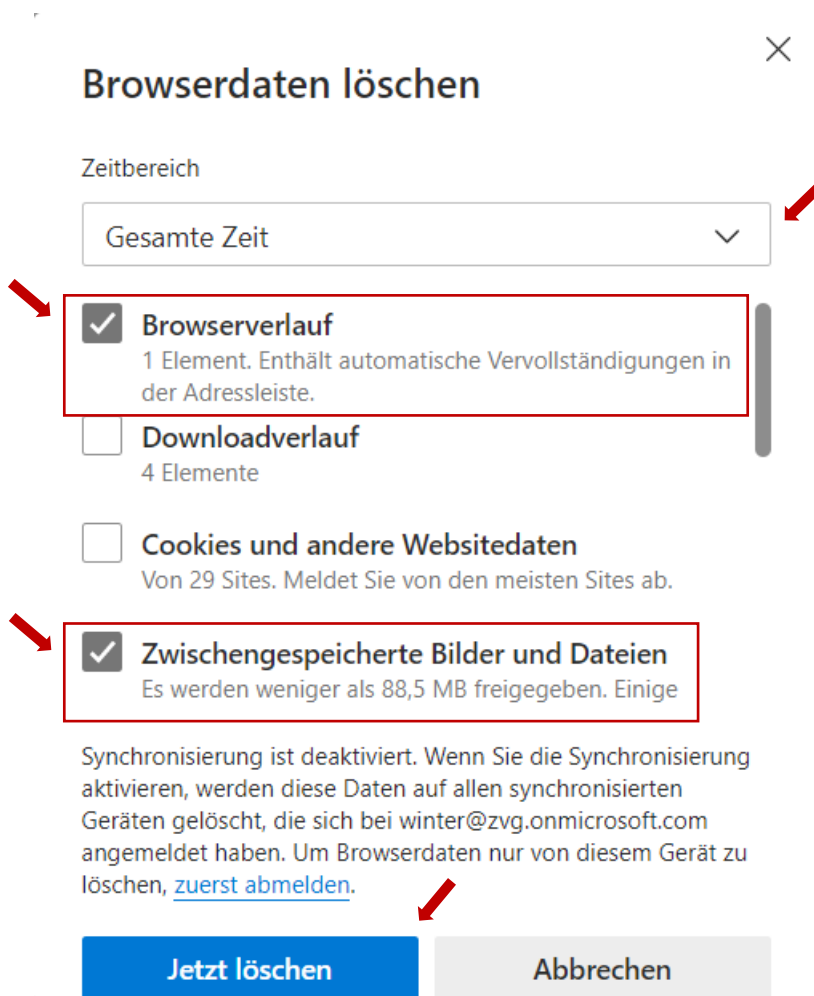 Browserdaten löschen
Zeitbereich
Gesamte Zeit
Browserverlauf
1 Element. Enthält automatische Vervollständigungen in
der Adressleiste.
Downloadverlauf
4 Elemente
Cookies und andere Websitedaten
Von 29 Sites. Meldet Sie von den meisten Sites ab.
Zwischengespeicherte Bilder und Dateien
Es werden weniger als 88,5 MB freigegeben. Einige
Synchronisierung ist deaktiviert. Wenn Sie die Synchronisierung
aktivieren, werden diese Daten auf allen synchronisierten
Geräten gelöscht, die sich bei winter@zvg.onmicrosoft.com
angemeldet haben. Um Browserdaten nur von diesem Gerät zu
löschen, zuerst abmelden.
Jetzt löschen
Abbrechen